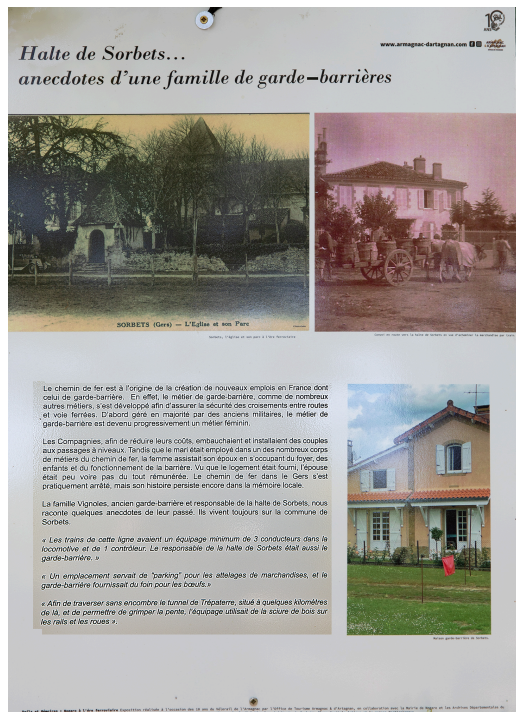 10
ANS
www.armagnac-dartagnan.com
Halte de Sorbets...
anecdotes d'une famille de garde-barrières
SORBETS (Gers) — L'Eglise et son Parc
Sorbets, l'église et son parc à l'ère ferroviaire
Le chemin de fer est à l'origine de la création de nouveaux emplois en France dont
celui de garde-barrière. En effet, le métier de garde-barrière, comme de nombreux
autres métiers, s'est développé afin d'assurer la sécurité des croisements entre routes
et voie ferrées. D'abord géré en majorité par des anciens militaires, le métier de
garde-barrière est devenu progressivement un métier féminin.
Les Compagnies, afin de réduire leurs coûts, embauchaient et installaient des couples
aux passages à niveaux. Tandis que le mari était employé dans un des nombreux corps
de métiers du chemin de fer, la femme assistait son époux en s'occupant du foyer, des
enfants et du fonctionnement de la barrière. Vu que le logement était fourni, l'épouse
était peu voire pas du tout rémunérée. Le chemin de fer dans le Gers s'est
pratiquement arrêté, mais son histoire persiste encore dans la mémoire locale.
La famille Vignoles, ancien garde-barrière et responsable de la halte de Sorbets, nous
raconte quelques anecdotes de leur passé. Ils vivent toujours sur la commune de
Sorbets.
« Les trains de cette ligne avaient un équipage minimum de 3 conducteurs dans la
locomotive et de 1 contrôleur. Le responsable de la halte de Sorbets était aussi le
garde-barrière. »
« Un emplacement servait de "parking" pour les attelages de marchandises, et le
garde-barrière fournissait du foin pour les bœufs.»
« Afin de traverser sans encombre le tunnel de Trépaterre, situé à quelques kilomètres
de là, et de permettre de grimper la pente, l'équipage utilisait de la sciure de bois sur
les rails et les roues ».
Maison garde-barrière de Sorbets.